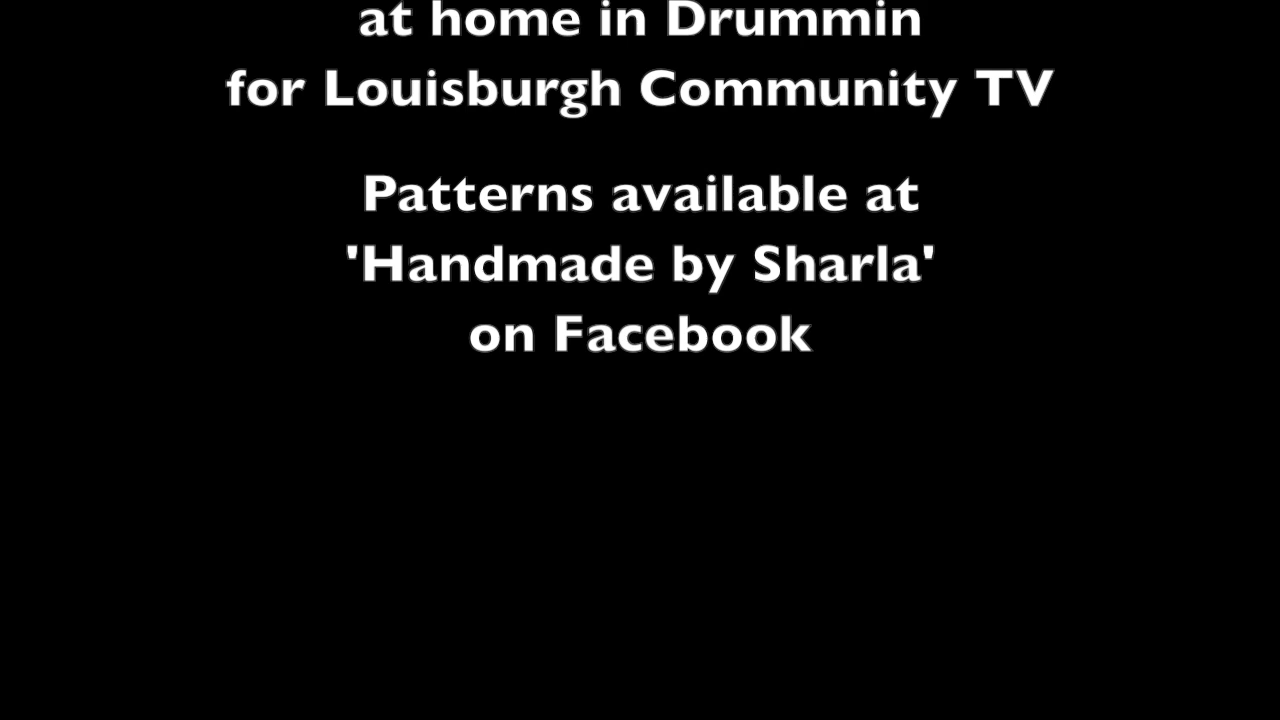 at home in Drummin
for Louisburgh Community TV
Patterns available at
'Handmade by Sharla'
on Facebook